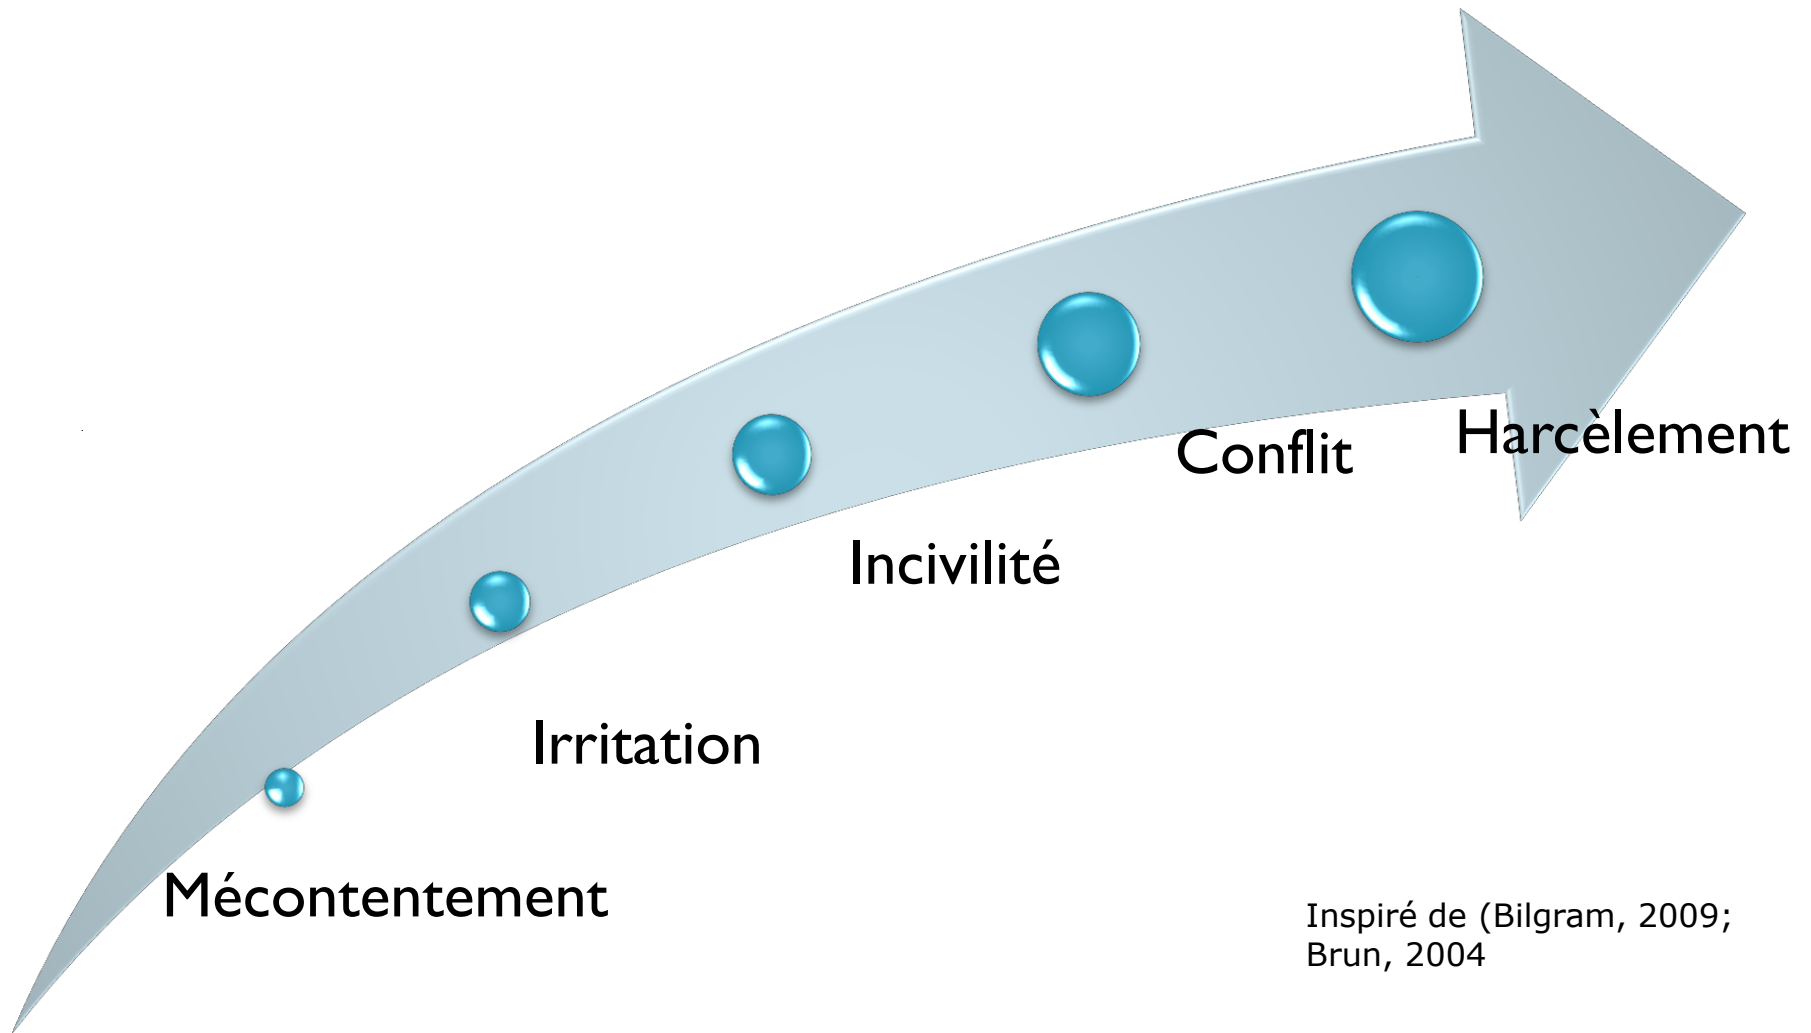 Mécontentement
Irritation
Incivilité
Conflit
Harcèlement
Inspiré de (Bilgram, 2009;
Brun, 2004